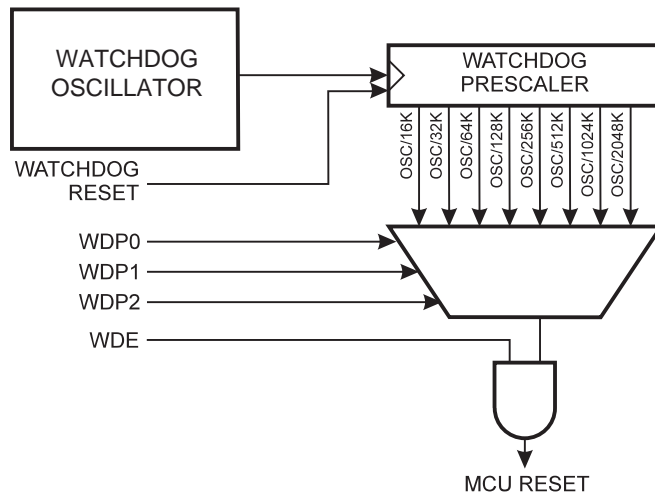 WATCHDOG
OSCILLATOR
WATCHDOG
PRESCALER
OSC/16K
OSC/32K
OSC/64K
OSC/128K
OSC/256K
OSC/512K
OSC/1024K
OSC/2048K
WATCHDOG
RESET
WDP0
WDP1
WDP2
WDE
MCU RESET